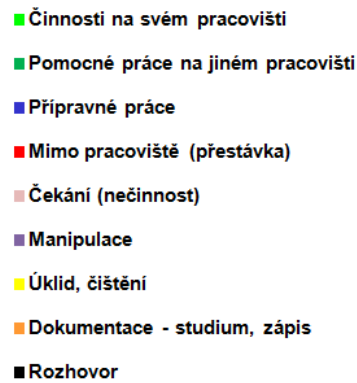 Činnosti na svém pracovišti
Pomocné práce na jiném pracovišti
Přípravné práce
Mimo pracoviště (přestávka)
Čekání (nečinnost)
Manipulace
Úklid, čištění
Dokumentace - studium, zápis
Rozhovor